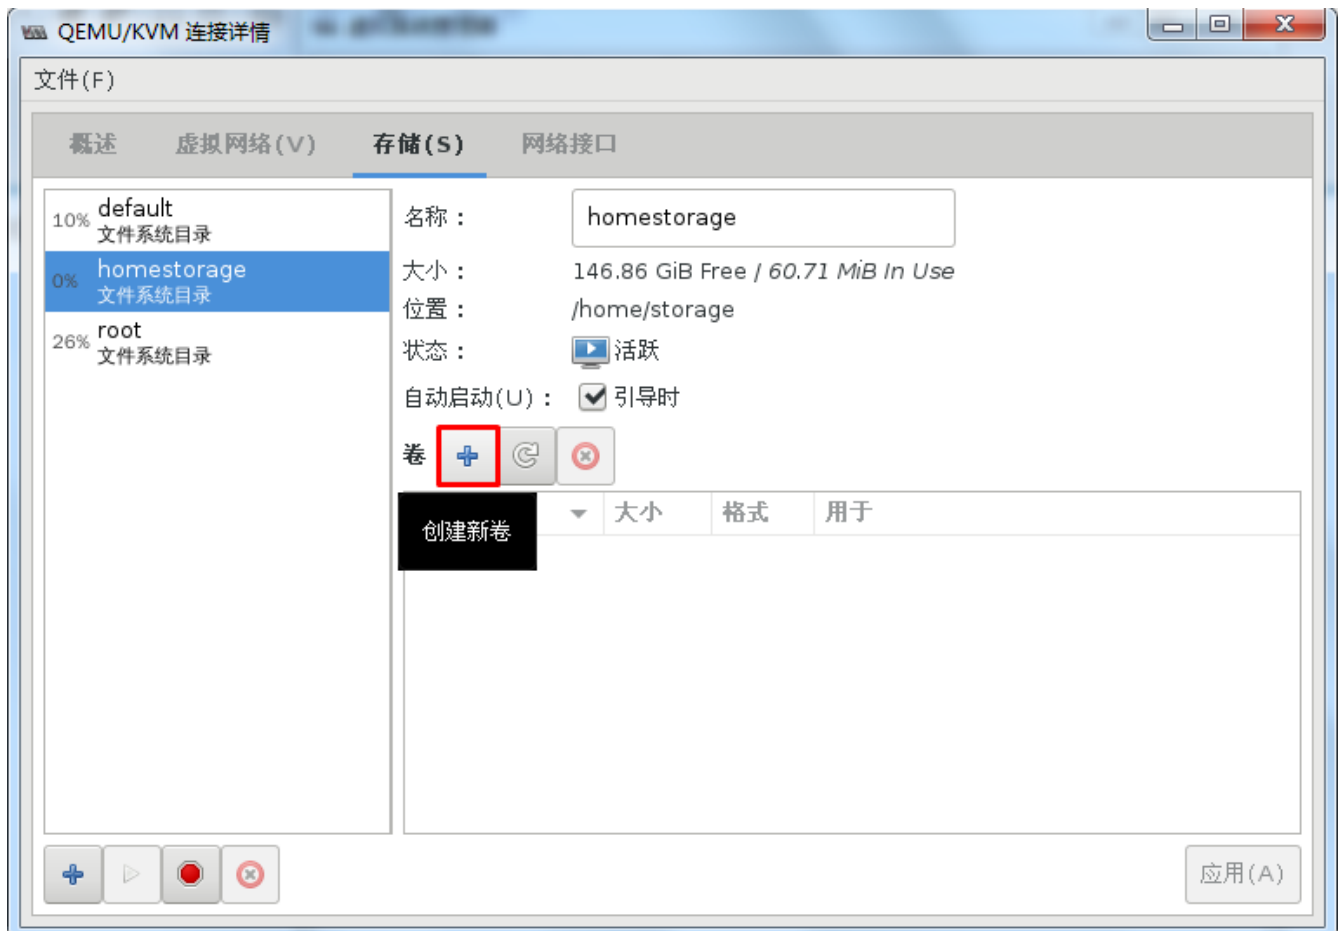 QEMU/KVM 连接详情
文件(F)
概述 虚拟网络(V) 存储(S) 网络接口
10% default
文件系统目录
0% homestorage
文件系统目录
26% root
文件系统目录
名称： homestorage
大小： 146.86 GiB Free / 60.71 MiB In Use
位置： /home/storage
状态： 活跃
自动启动(U)： 引导时
卷
创建新卷
大小 格式 用于
应用(A)